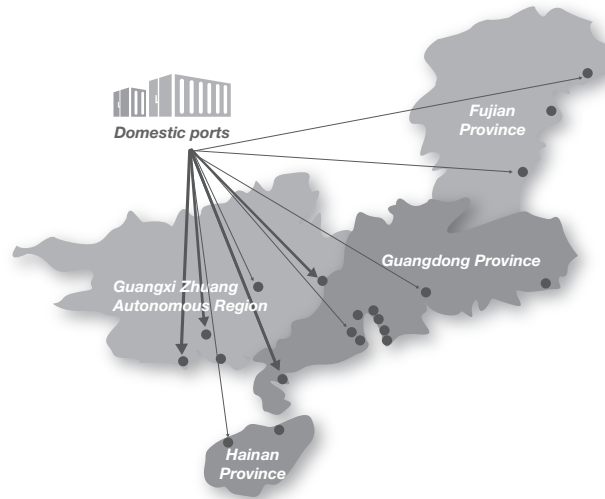 Domestic ports
Fujian
Province
Guangdong Province
Guangxi Zhuang
Autonomous Region
Hainan
Province